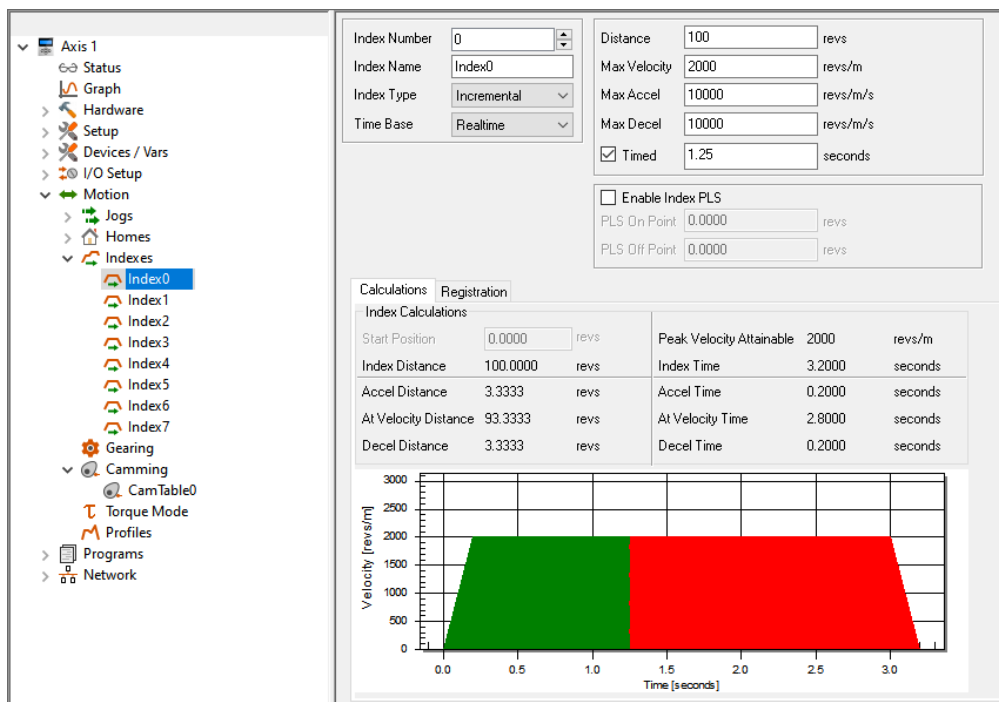 Axis 1
Status
Graph
Hardware
Setup
Devices / Vars
I/O Setup
Motion
Jogs
Homes
Indexes
Index0
Index1
Index2
Index3
Index4
Index5
Index6
Index7
Gearing
Camming
CamTable0
Torque Mode
Profiles
Programs
Network
Index Number 0
Index Name Index0
Index Type Incremental
Time Base Realtime
Distance 100 revs
Max Velocity 2000 revs/m
Max Accel 10000 revs/m/s
Max Decel 10000 revs/m/s
Timed 1.25 seconds
Enable Index PLS
PLS On Point 0.0000 revs
PLS Off Point 0.0000 revs
Calculations Registration
Index Calculations
Start Position 0.0000 revs Peak Velocity Attainable 2000 revs/m
Index Distance 100.0000 revs Index Time 3.2000 seconds
Accel Distance 3.3333 revs Accel Time 0.2000 seconds
At Velocity Distance 93.3333 revs At Velocity Time 2.8000 seconds
Decel Distance 3.3333 revs Decel Time 0.2000 seconds
Velocity [revs/m]
3000
2500
2000
1500
1000
500
0
0.0 0.5 1.0 1.5 2.0 2.5 3.0
Time [seconds]